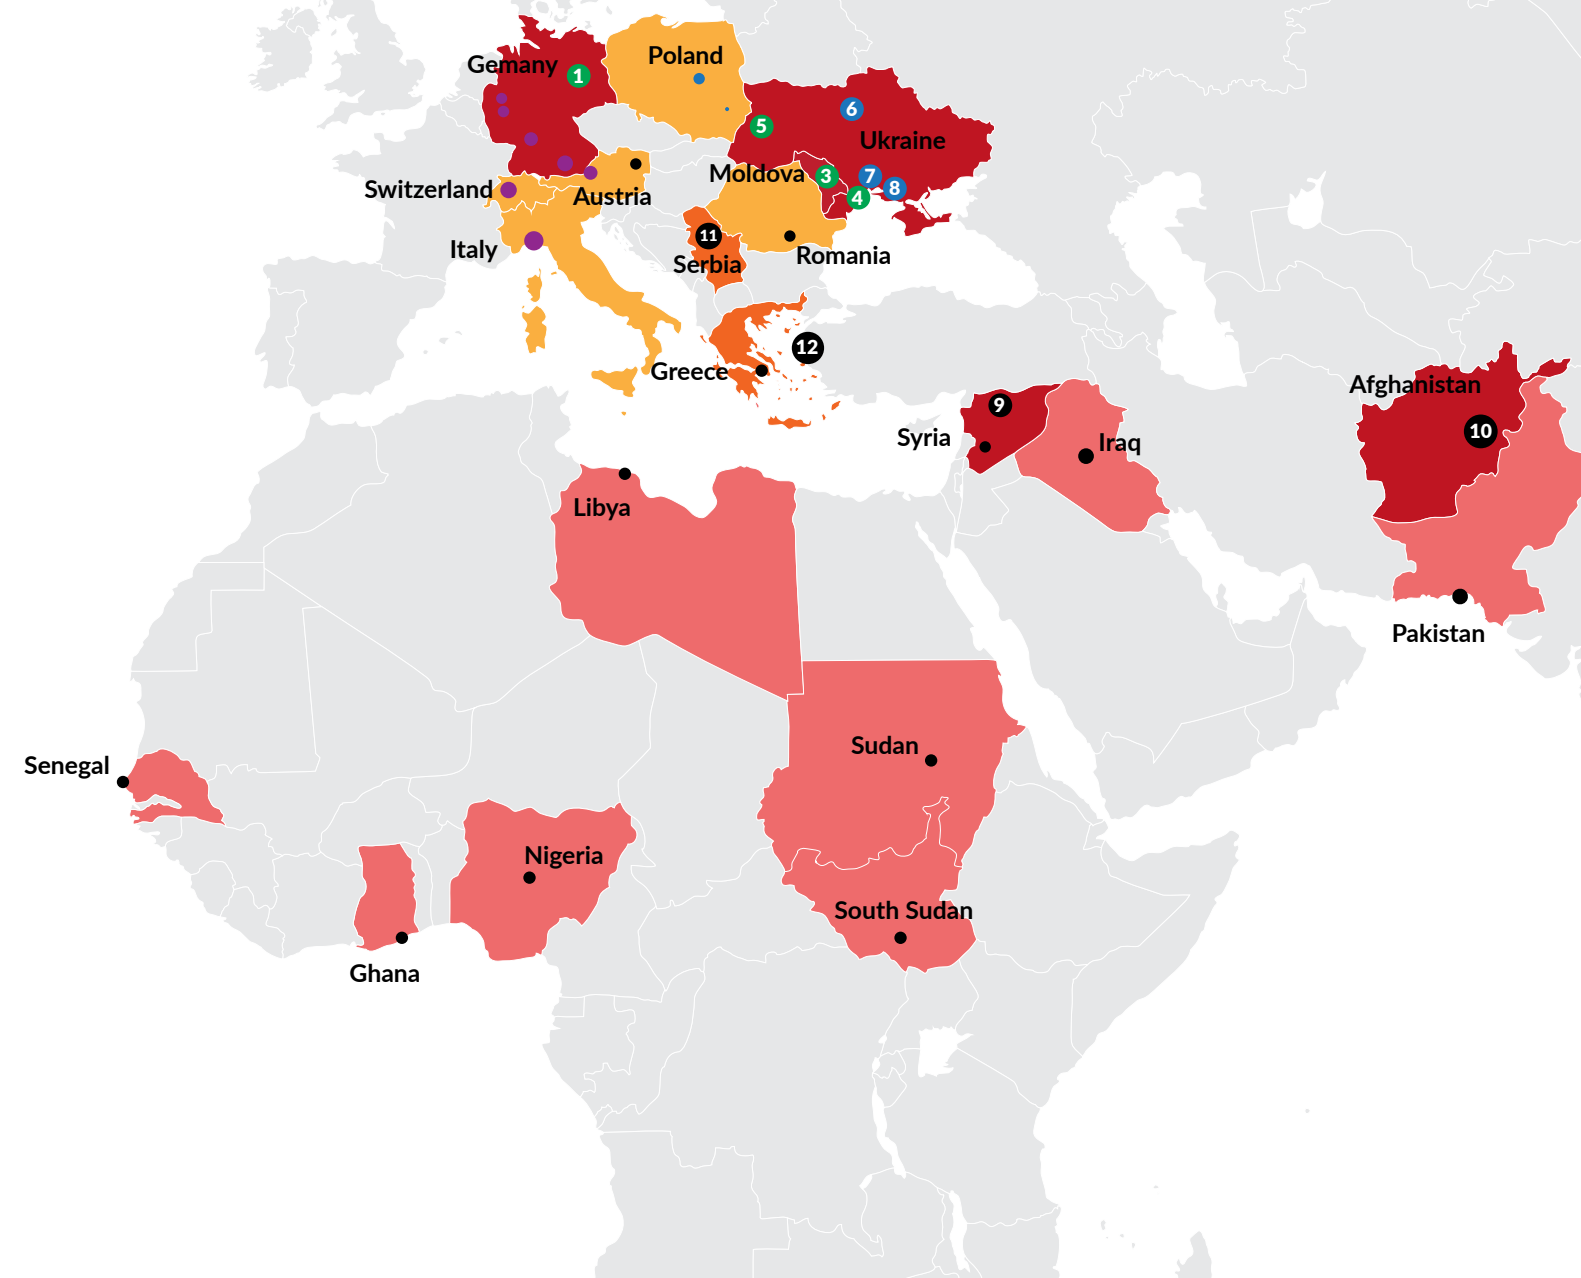 Poland
Gemany
1
6
5
Ukraine
Moldova
3
7
8
4
Switzerland
Austria
11
Italy
Romania
Serbia
12
Greece
Afghanistan
9
10
Syria
Iraq
Libya
Pakistan
Sudan
Senegal
Nigeria
South Sudan
Ghana